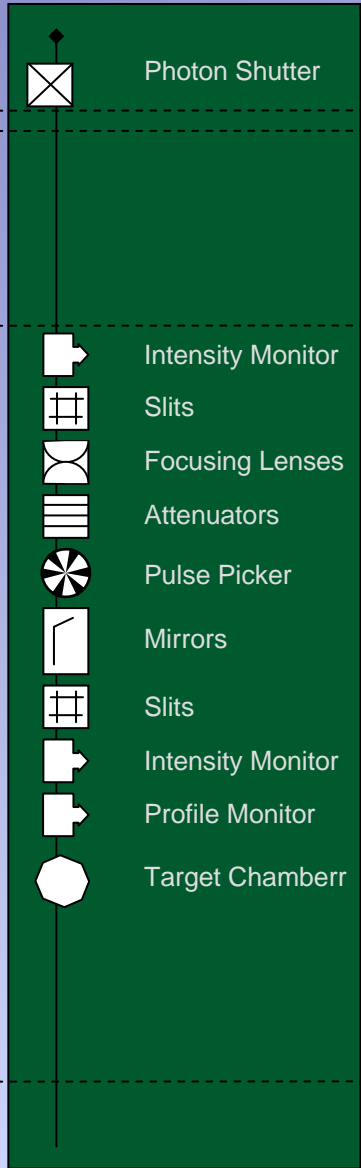 Photon Shutter
Intensity Monitor
Slits
Focusing Lenses
Attenuators
Pulse Picker
Mirrors
Slits
Intensity Monitor
Profile Monitor
Target Chamberr